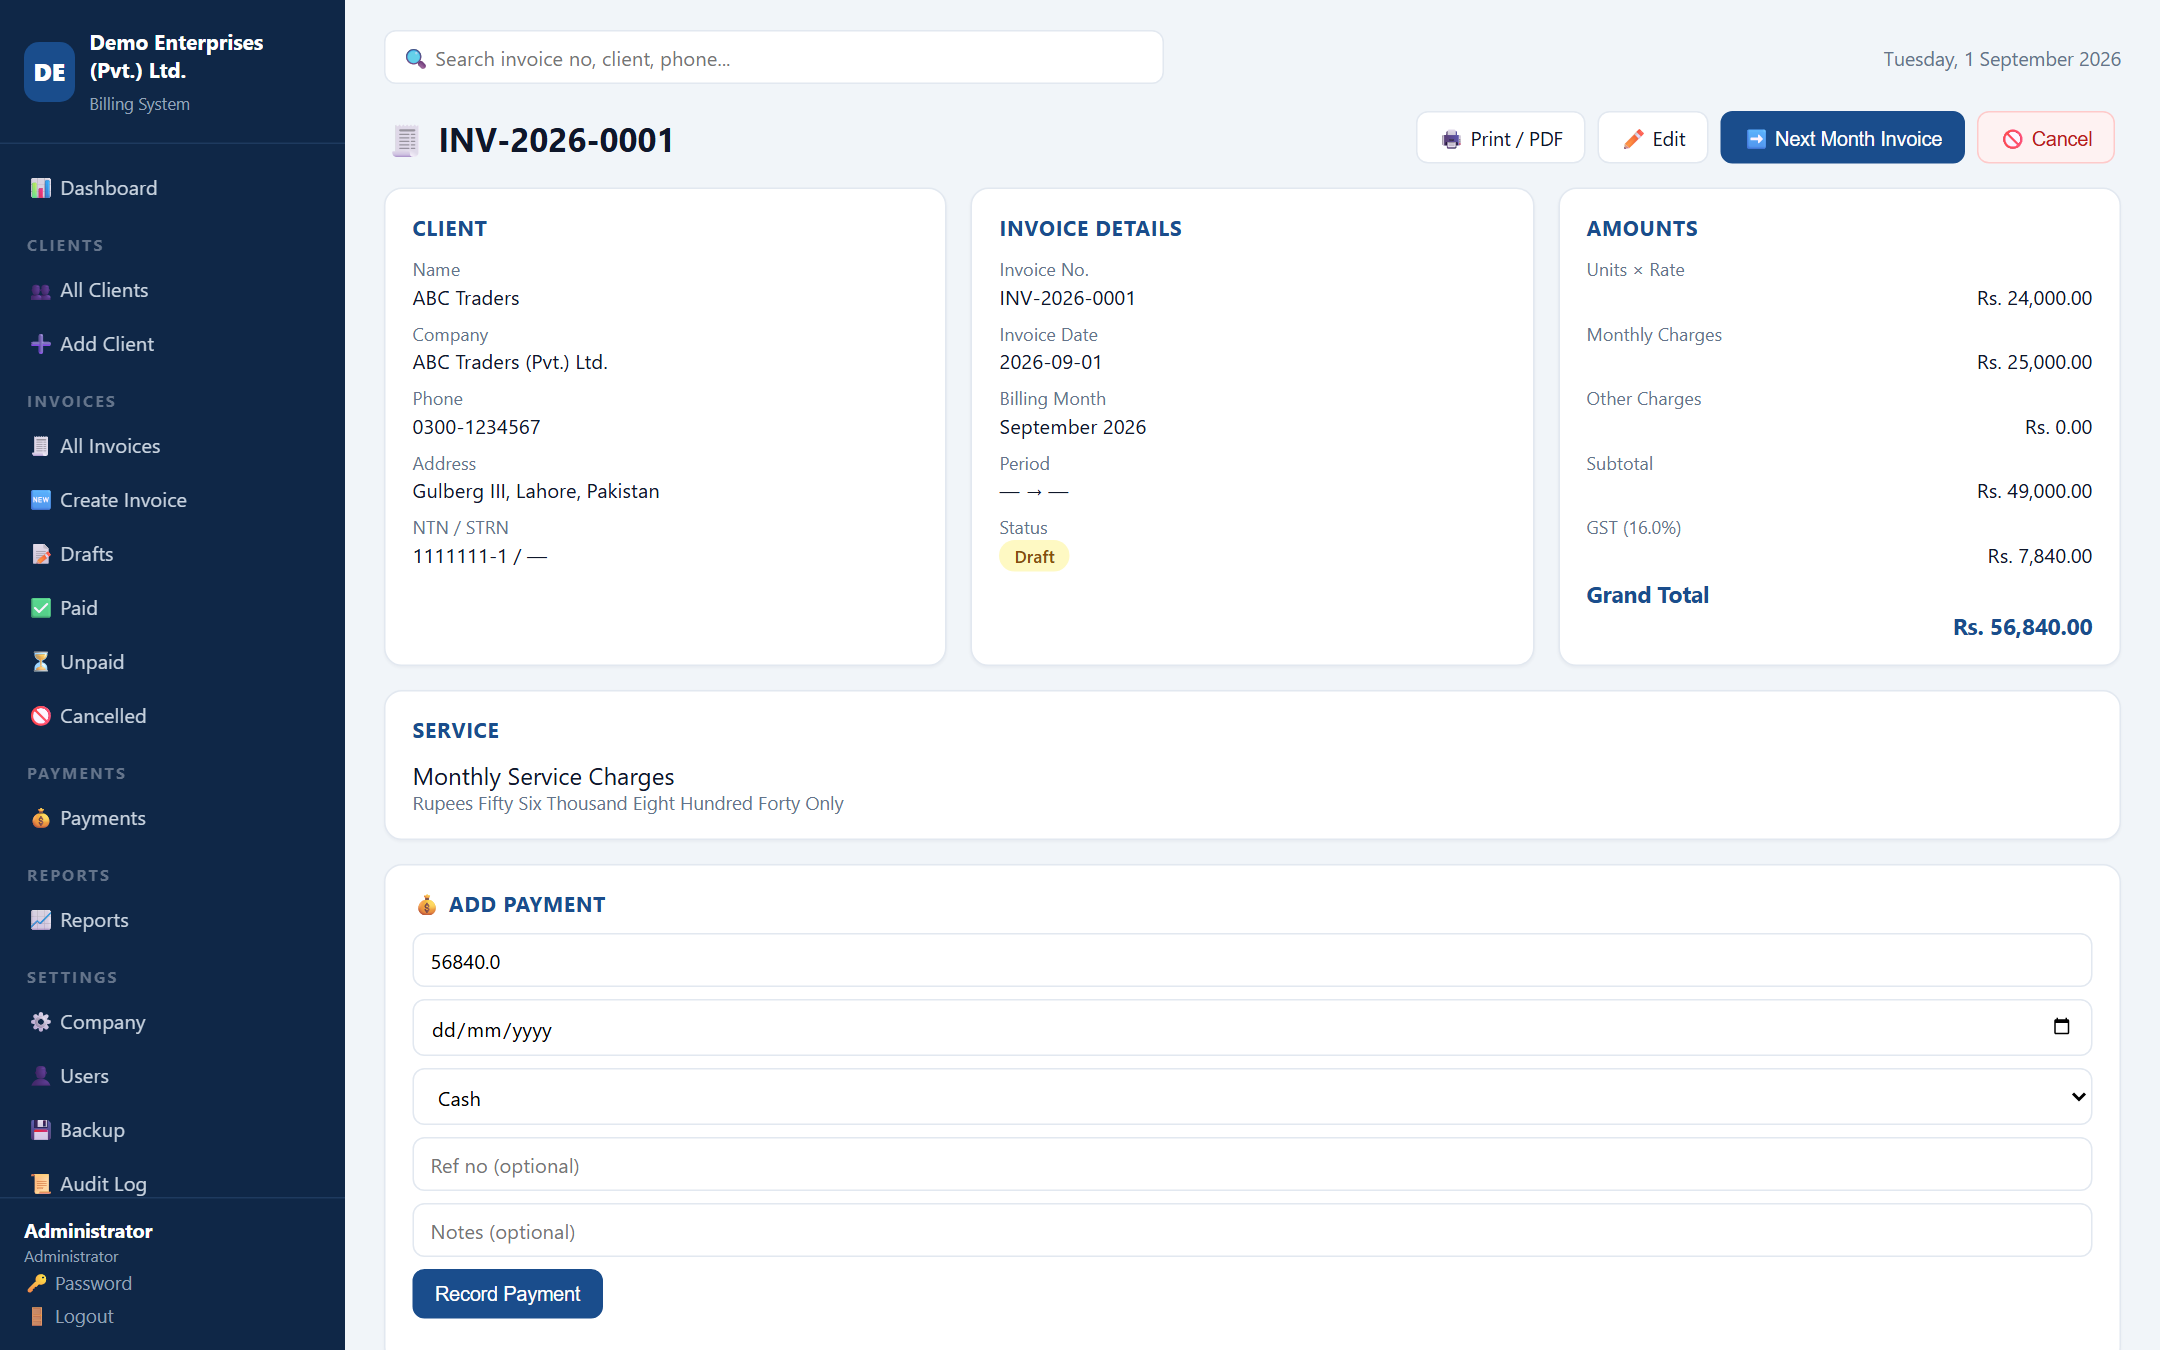 DE
Demo Enterprises
(Pvt.) Ltd.
Billing System
Dashboard
CLIENTS
All Clients
Add Client
INVOICES
All Invoices
Create Invoice
Drafts
Paid
Unpaid
Cancelled
PAYMENTS
Payments
REPORTS
Reports
SETTINGS
Company
Users
Backup
Audit Log
Administrator
Administrator
Password
Logout
Search invoice no, client, phone...
Tuesday, 1 September 2026
INV-2026-0001
Print / PDF
Edit
Next Month Invoice
Cancel
CLIENT
Name
ABC Traders
Company
ABC Traders (Pvt.) Ltd.
Phone
0300-1234567
Address
Gulberg III, Lahore, Pakistan
NTN / STRN
1111111-1 / —
INVOICE DETAILS
Invoice No.
INV-2026-0001
Invoice Date
2026-09-01
Billing Month
September 2026
Period
— → —
Status
Draft
AMOUNTS
Units × Rate
Rs. 24,000.00
Monthly Charges
Rs. 25,000.00
Other Charges
Rs. 0.00
Subtotal
Rs. 49,000.00
GST (16.0%)
Rs. 7,840.00
Grand Total
Rs. 56,840.00
SERVICE
Monthly Service Charges
Rupees Fifty Six Thousand Eight Hundred Forty Only
ADD PAYMENT
56840.0
dd/mm/yyyy
Cash
Ref no (optional)
Notes (optional)
Record Payment